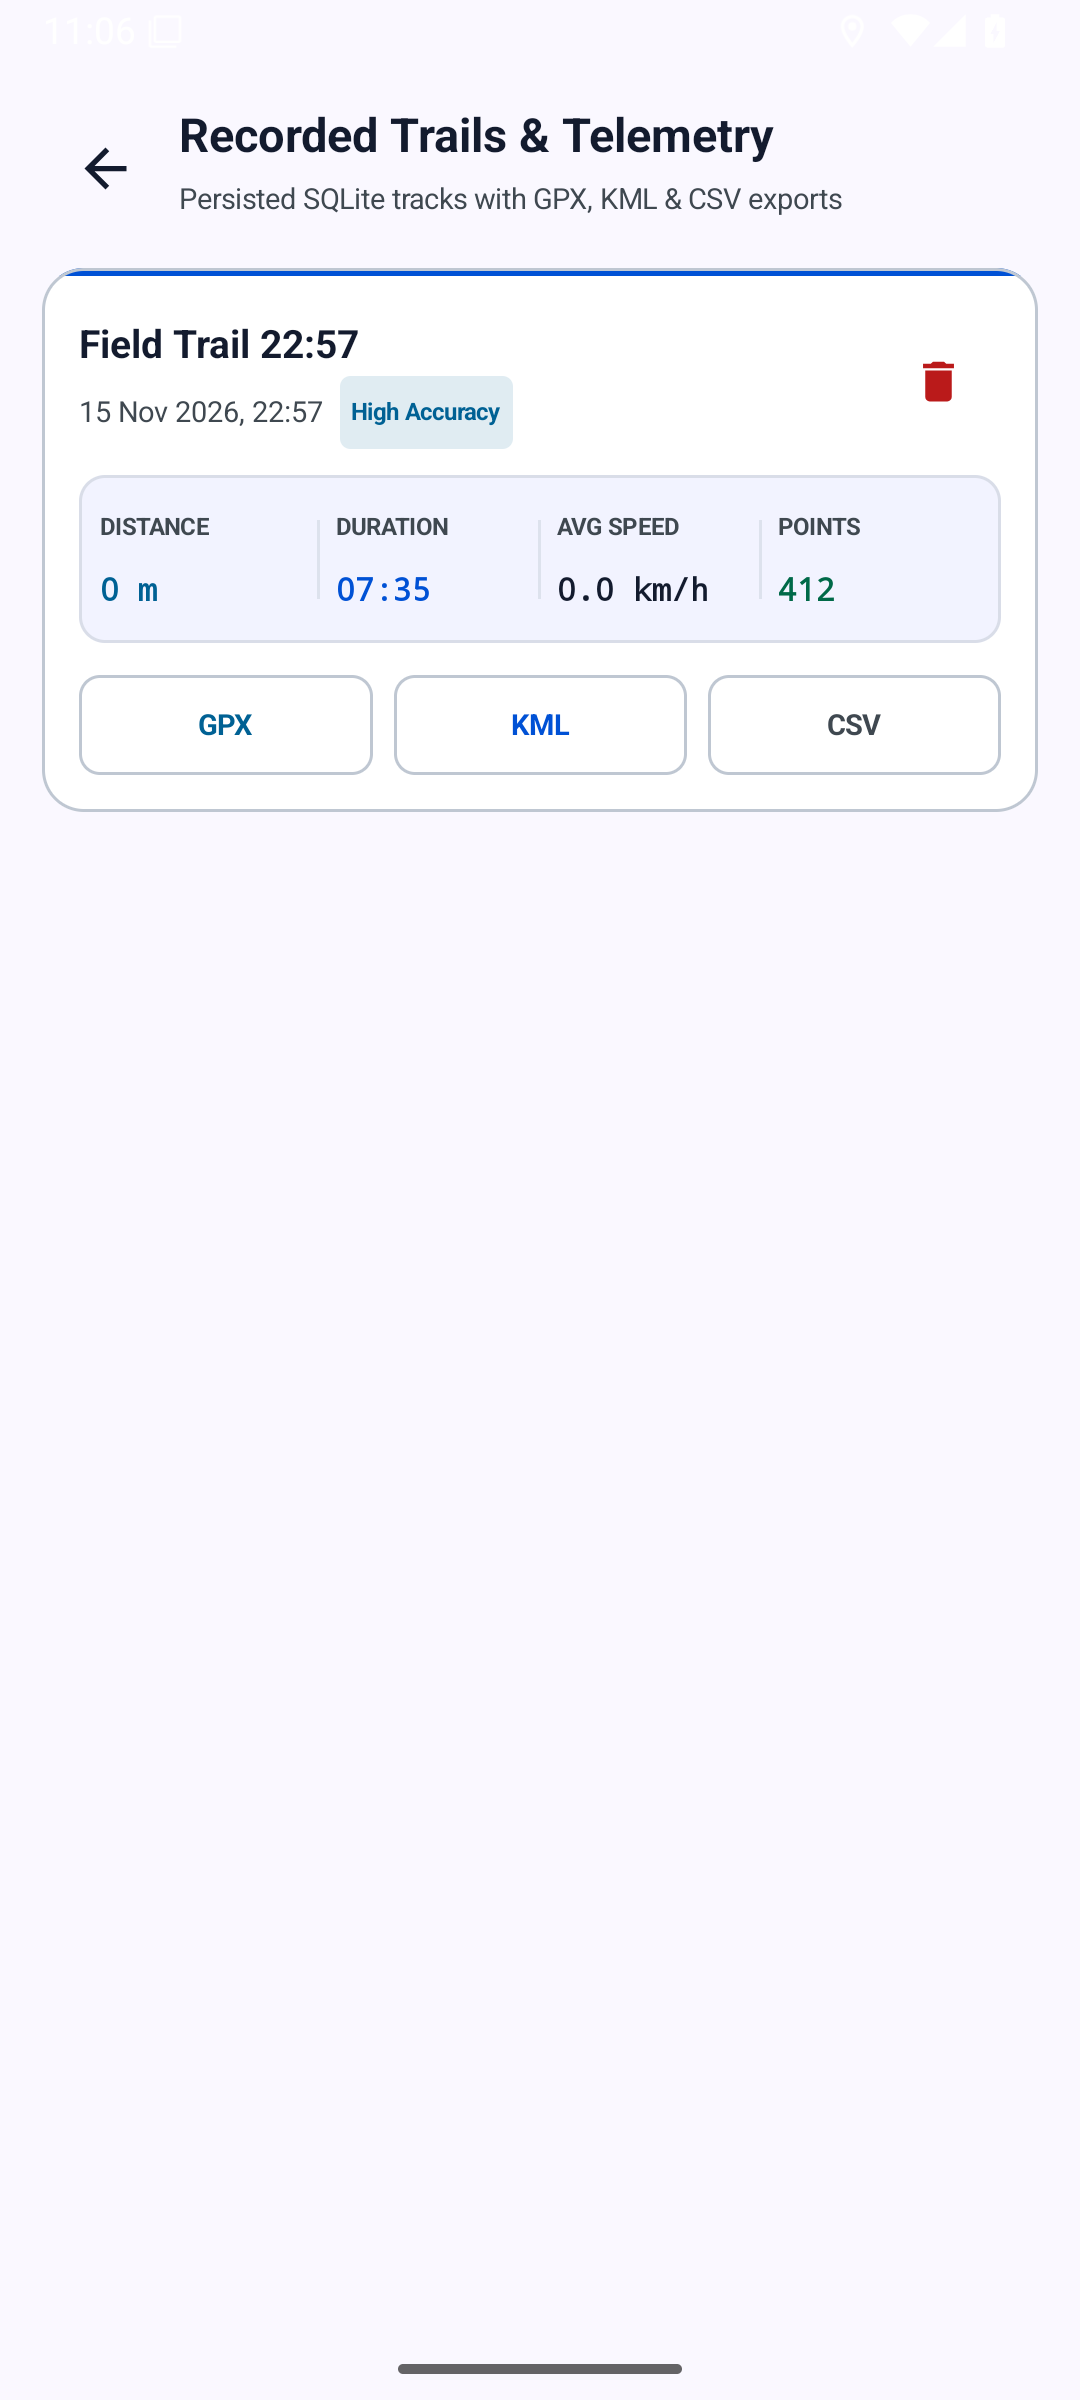 11:06
Recorded Trails & Telemetry
Persisted SQLite tracks with GPX, KML & CSV exports
Field Trail 22:57
15 Nov 2026, 22:57 High Accuracy
DISTANCE DURATION AVG SPEED POINTS
0 m 07:35 0.0 km/h 412
GPX KML CSV